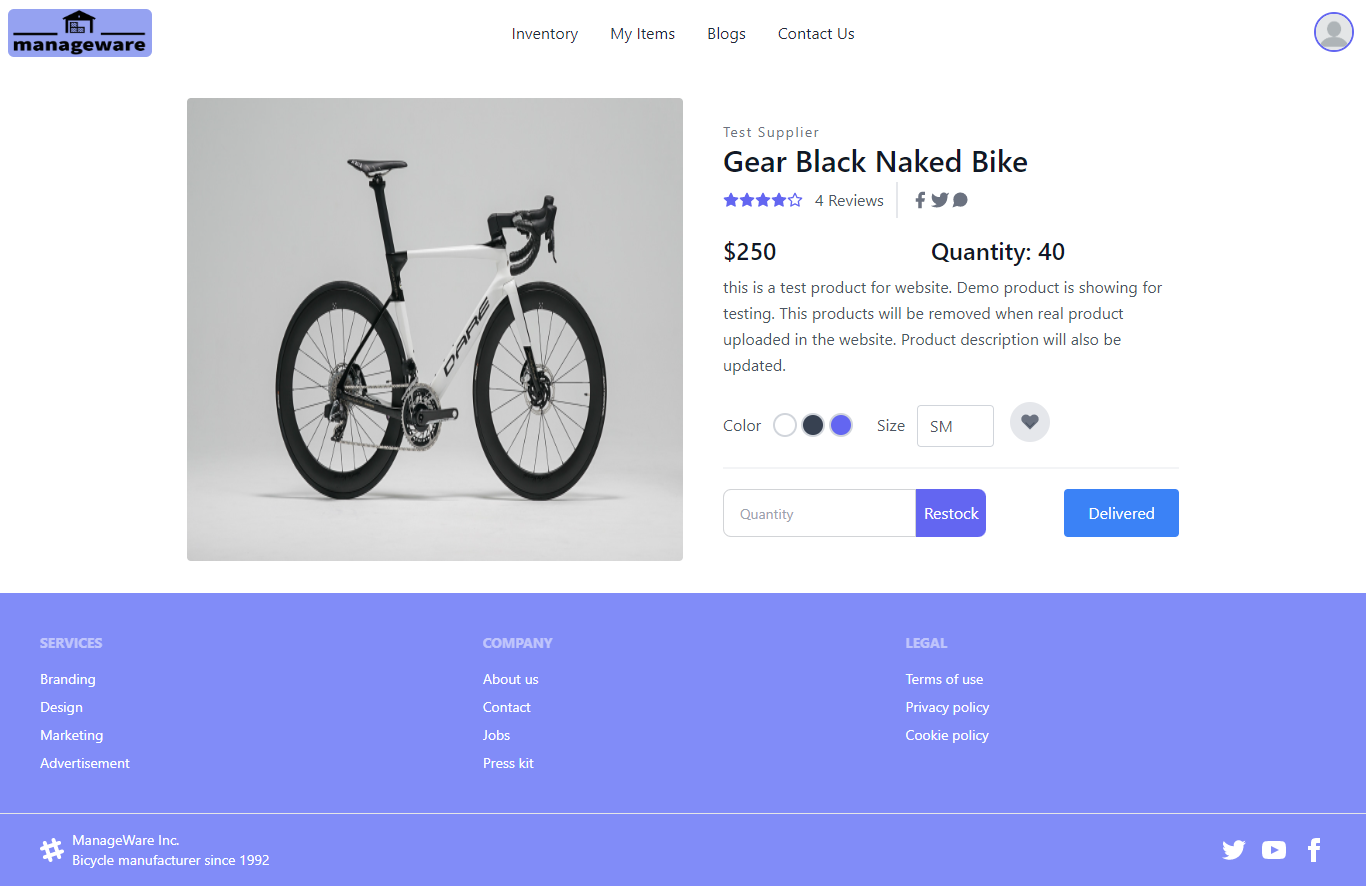 manageware
Inventory
My Items
Blogs
Contact Us
Test Supplier
Gear Black Naked Bike
4 Reviews
$250
Quantity: 40
this is a test product for website. Demo product is showing for
testing. This products will be removed when real product
uploaded in the website. Product description will also be
updated.
Color
Size
SM
DARE
Quantity
Restock
Delivered
SERVICES
Branding
Design
Marketing
Advertisement
COMPANY
About us
Contact
Jobs
Press kit
LEGAL
Terms of use
Privacy policy
Cookie policy
ManageWare Inc.
Bicycle manufacturer since 1992